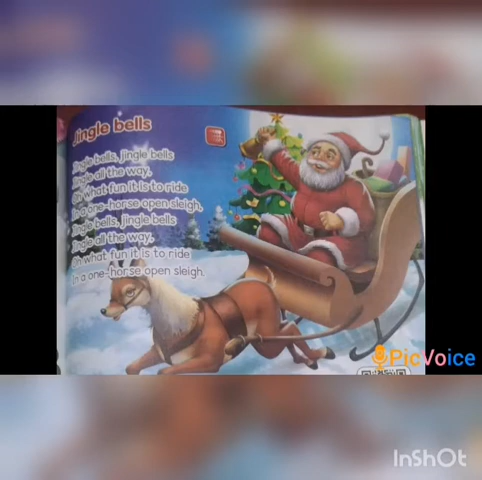 Jingle bells
Jingle bells, jingle bells
Jingle all the way,
Oh what fun it is to ride
In a one-horse open sleigh,
Jingle bells, jingle bells
Jingle all the way,
Oh what fun it is to ride
In a one-horse open sleigh.
PicVoice
InShOt